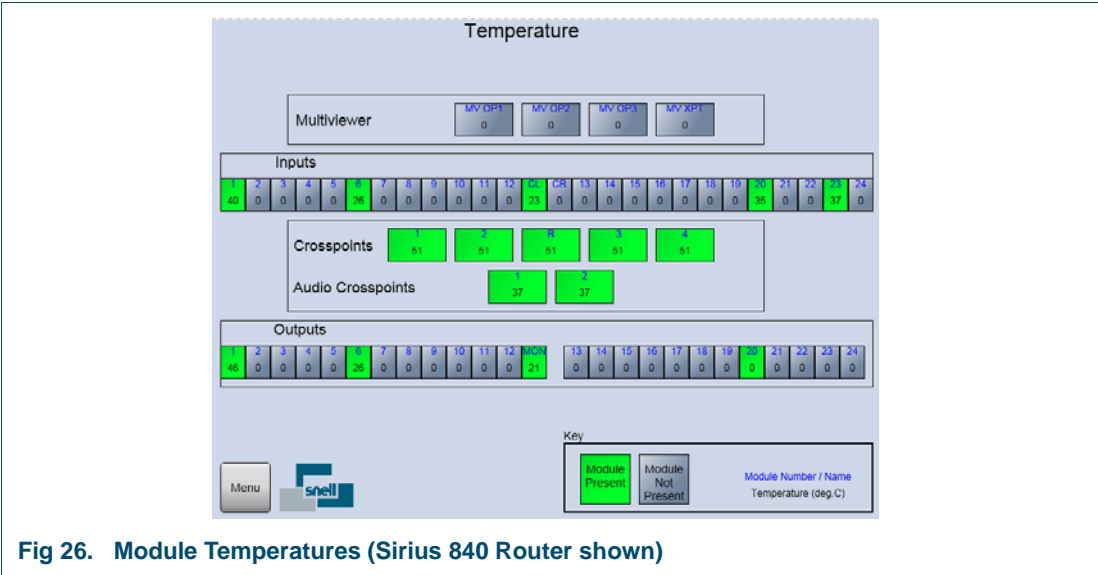 Temperature
Multiviewer
MV OP1 MV OP2 MV OP3 MV XPT
0 0 0 0
Inputs
1 2 3 4 5 6 7 8 9 10 11 12 CL CR 13 14 15 16 17 18 19 20 21 22 23 24
40 0 0 0 0 26 0 0 0 0 0 0 23 0 0 0 0 0 0 0 0 35 0 0 37 0
Crosspoints
1 2 R 3 4
51 51 51 51 51
Audio Crosspoints
1 2
37 37
Outputs
1 2 3 4 5 6 7 8 9 10 11 12 MON 13 14 15 16 17 18 19 20 21 22 23 24
46 0 0 0 0 26 0 0 0 0 0 0 21 0 0 0 0 0 0 0 0 0 0 0 0
Key
Module Present
Module Not Present
Module Number / Name
Temperature (deg.C)
Menu
snell
Fig 26. Module Temperatures (Sirius 840 Router shown)